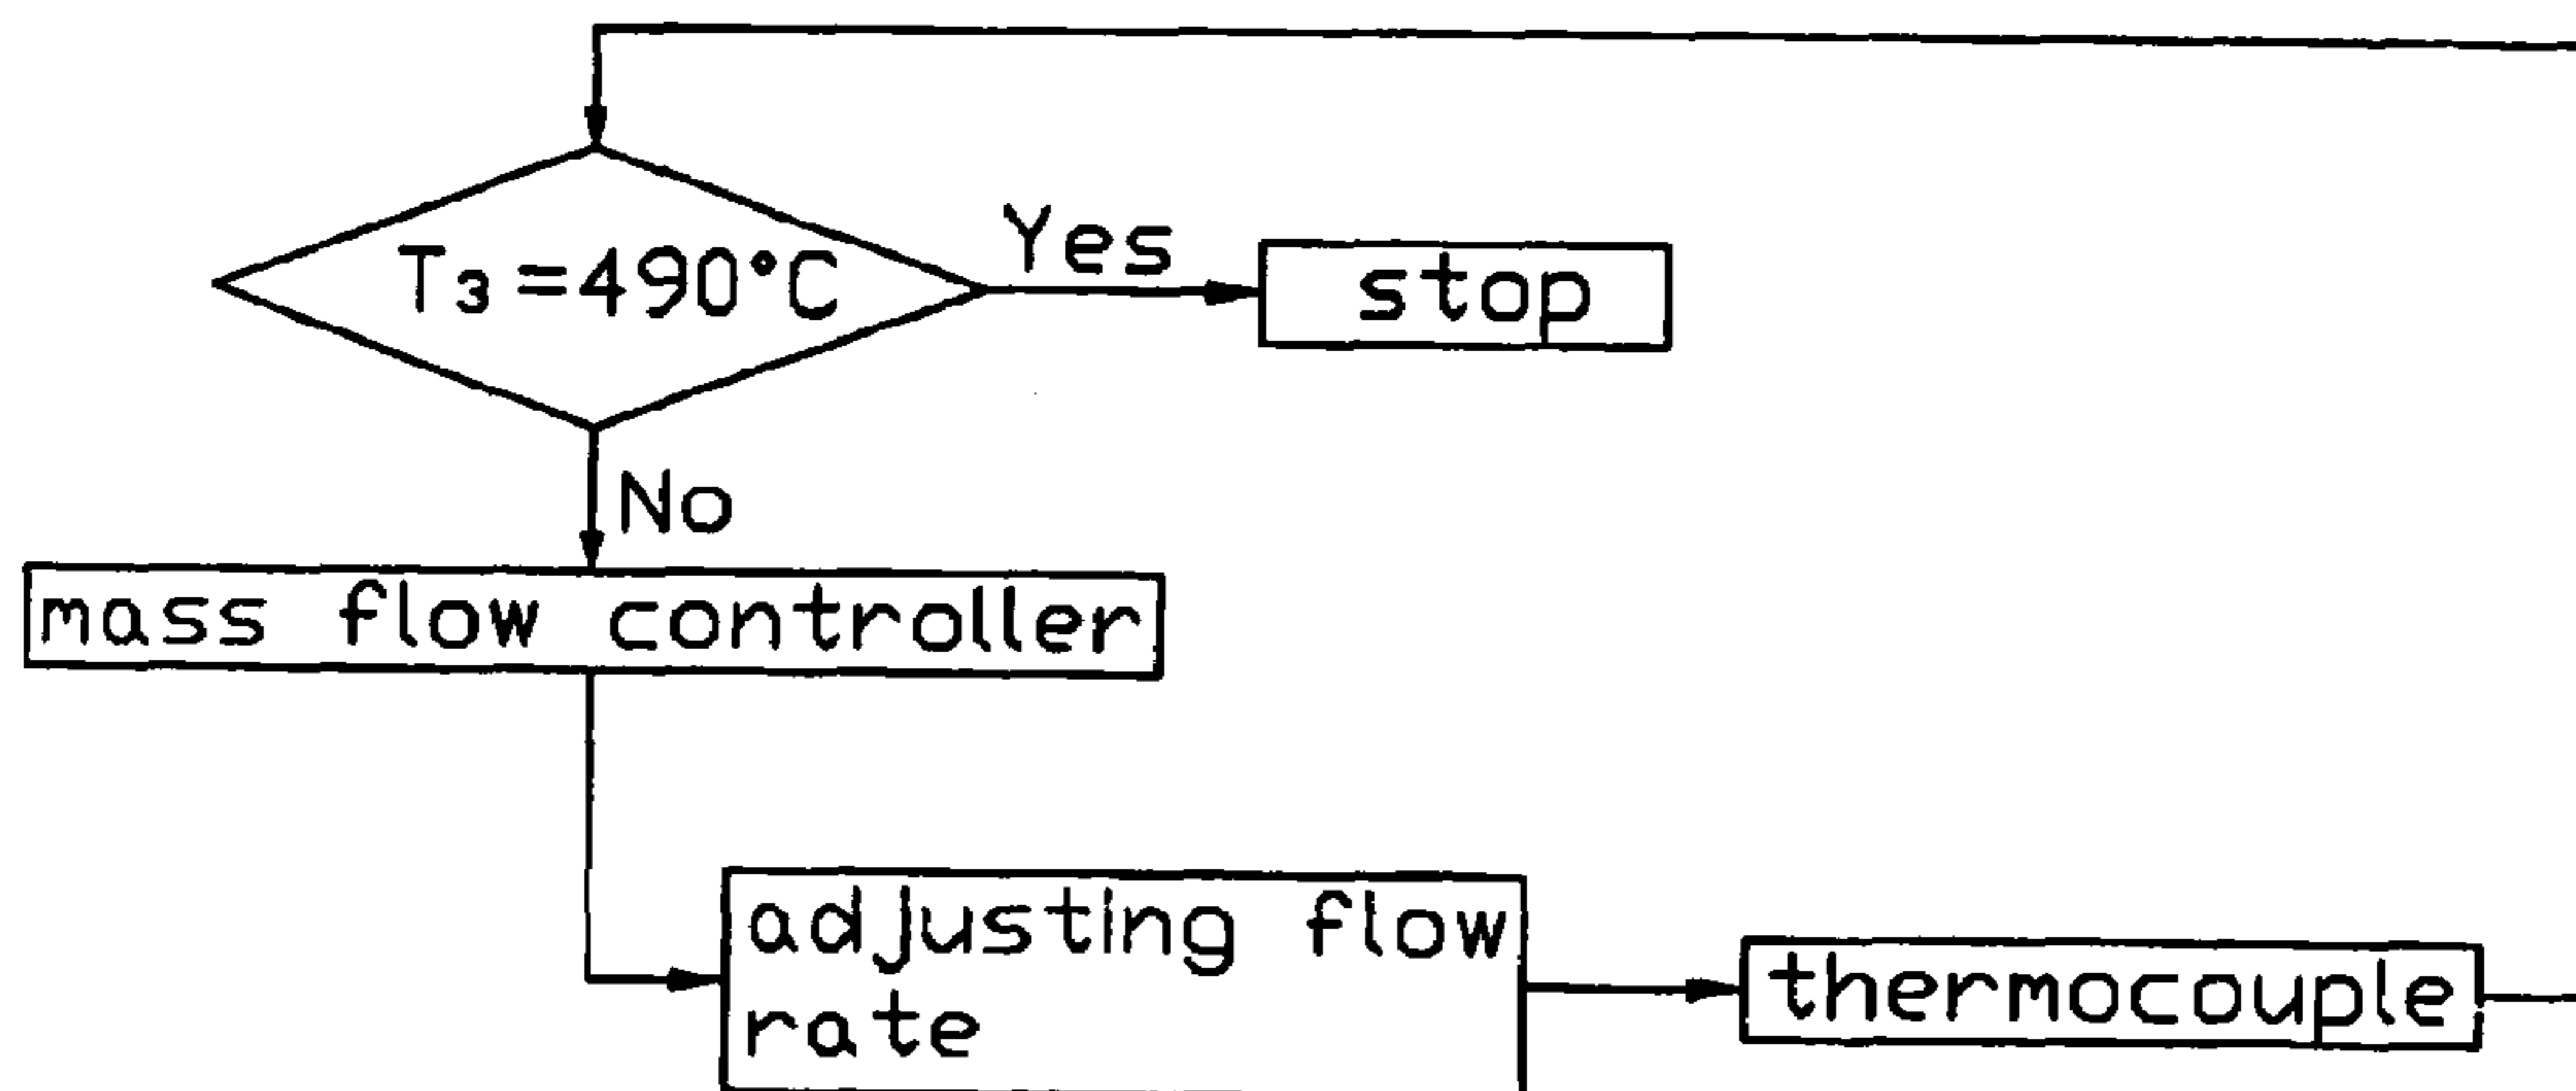 T₃=490°C
Yes
stop
No
mass flow controller
adjusting flow
rate
thermocouple